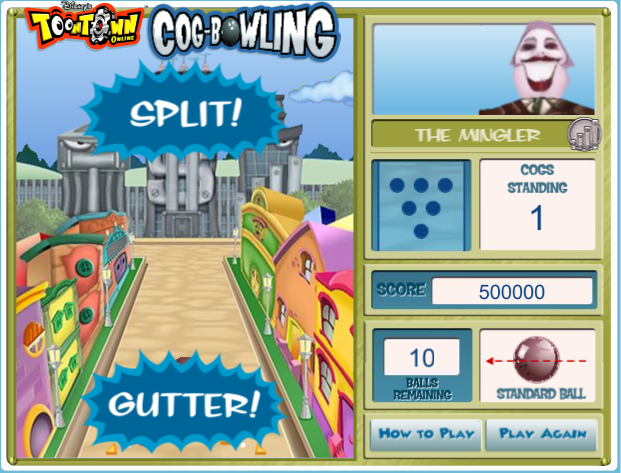 Disney's
TOONTOWN
ONLINE
COG-BOWLING
SPLIT!
GUTTER!
THE MINGLER
COGS
STANDING
1
SCORE
500000
10
BALLS
REMAINING
STANDARD BALL
HOW TO PLAY
PLAY AGAIN